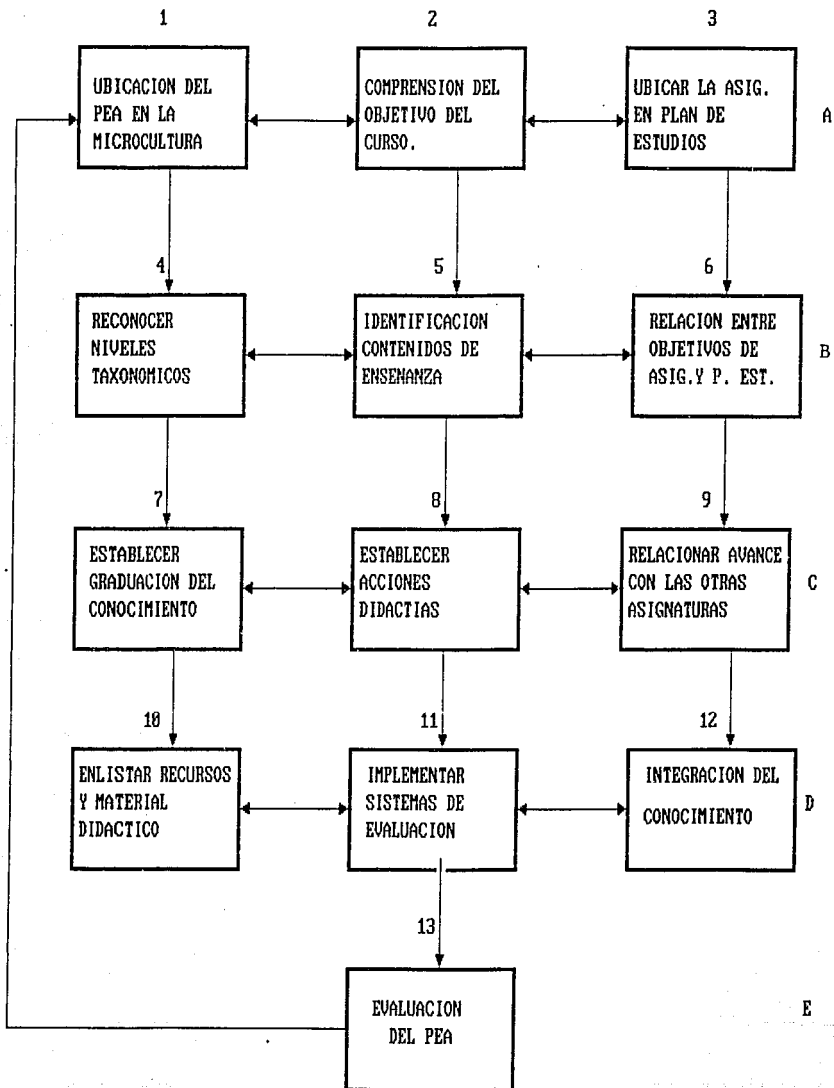 1
2
3
UBICACION DEL
PEA EN LA
MICROCULTURA
COMPRENSION DEL
OBJETIVO DEL
CURSO.
UBICAR LA ASIG.
EN PLAN DE
ESTUDIOS
A
4
5
6
RECONOCER
NIVELES
TAXONOMICOS
IDENTIFICACION
CONTENIDOS DE
ENSENANZA
RELACION ENTRE
OBJETIVOS DE
ASIG.Y P. EST.
B
7
8
9
ESTABLECER
GRADUACION DEL
CONOCIMIENTO
ESTABLECER
ACCIONES
DIDACTIAS
RELACIONAR AVANCE
CON LAS OTRAS
ASIGNATURAS
C
10
11
12
ENLISTAR RECURSOS
Y MATERIAL
DIDACTICO
IMPLEMENTAR
SISTEMAS DE
EVALUACION
INTEGRACION DEL
CONOCIMIENTO
D
13
EVALUACION
DEL PEA
E